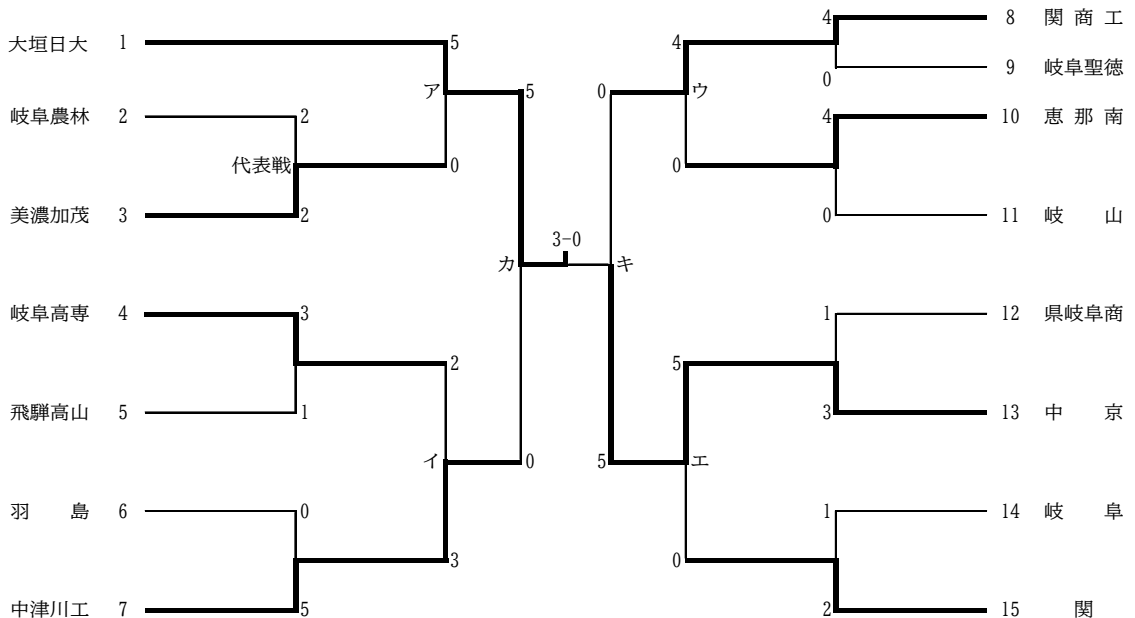 4 8 関商工
大垣日大 1 5 4
0 9 岐阜聖徳
ア 5 0 ウ
岐阜農林 2 2 4 10 恵那南
代表戦 0 0
美濃加茂 3 2 0 11 岐山
3-0
カ キ
岐阜高専 4 3 1 12 県岐阜商
2 5
飛騨高山 5 1 3 13 中京
イ 0 5 エ
羽島 6 0 1 14 岐阜
3 0
中津川工 7 5 2 15 関